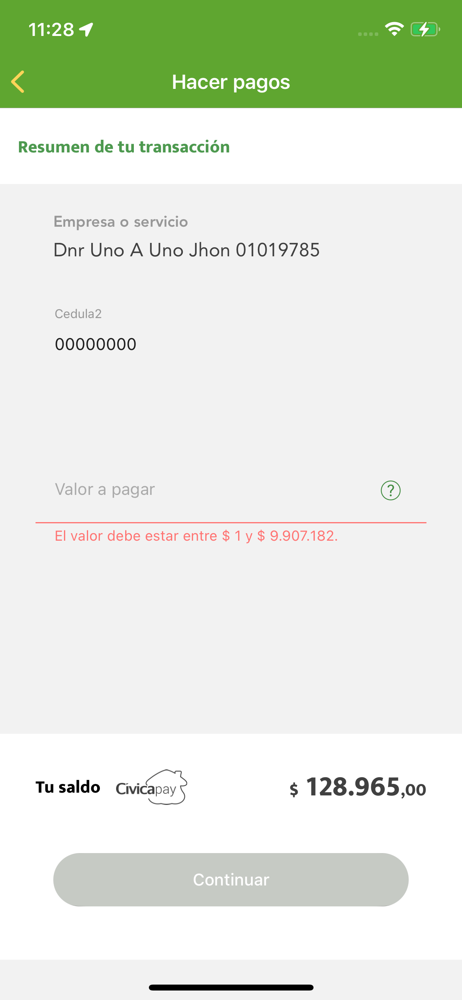 11:28
Hacer pagos
Resumen de tu transacción
Empresa o servicio
Dnr Uno A Uno Jhon 01019785
Cedula2
00000000
Valor a pagar ?
El valor debe estar entre $ 1 y $ 9.907.182.
Tu saldo Cívicapay $ 128.965,00
Continuar